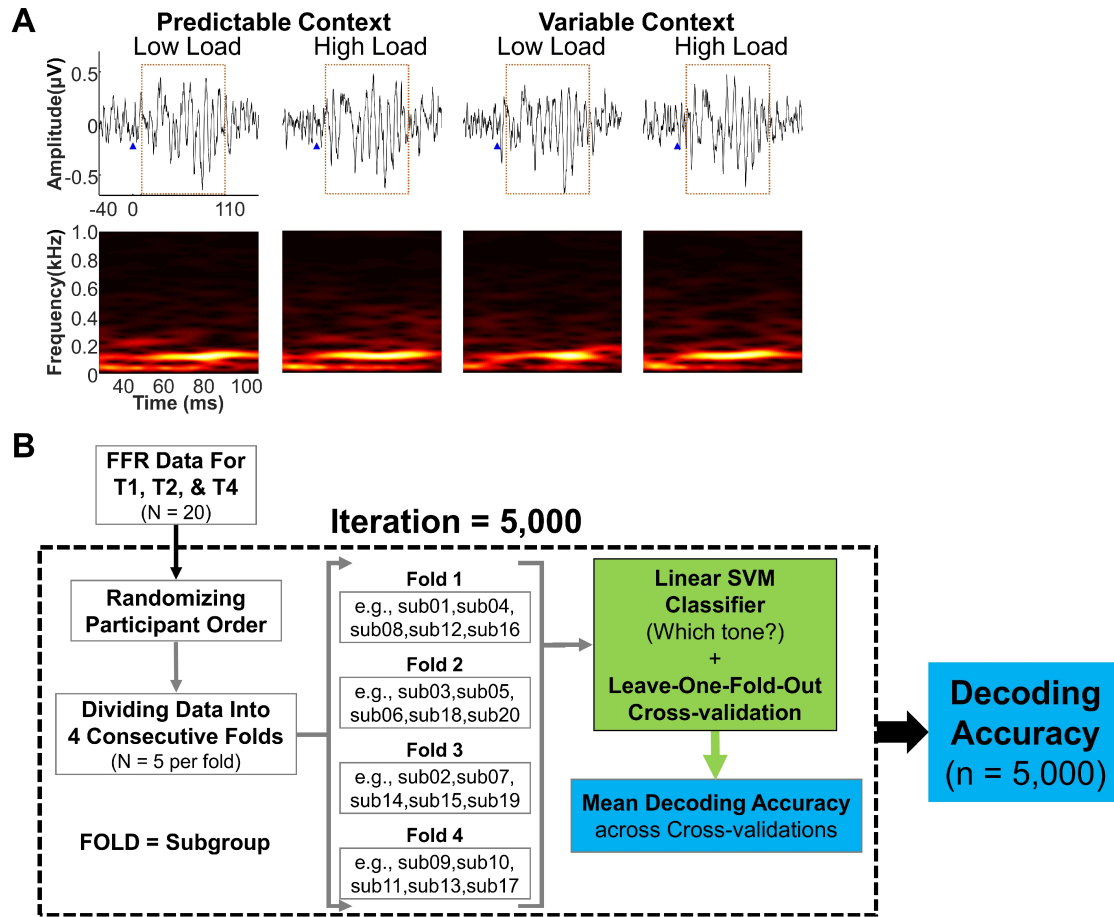 A
Predictable Context
Variable Context
Low Load
High Load
Low Load
High Load
Amplitude(µV)
0.5
0
-0.5
-40 0 110
Frequency(kHz)
1.0
0.8
0.6
0.4
0.2
0
40 60 80 100
Time (ms)
B
FFR Data For
T1, T2, & T4
(N = 20)
Iteration = 5,000
Randomizing
Participant Order
Dividing Data Into
4 Consecutive Folds
(N = 5 per fold)
FOLD = Subgroup
Fold 1
e.g., sub01,sub04,
sub08,sub12,sub16
Fold 2
e.g., sub03,sub05,
sub06,sub18,sub20
Fold 3
e.g., sub02,sub07,
sub14,sub15,sub19
Fold 4
e.g., sub09,sub10,
sub11,sub13,sub17
Linear SVM
Classifier
(Which tone?)
+
Leave-One-Fold-Out
Cross-validation
Mean Decoding Accuracy
across Cross-validations
Decoding
Accuracy
(n = 5,000)